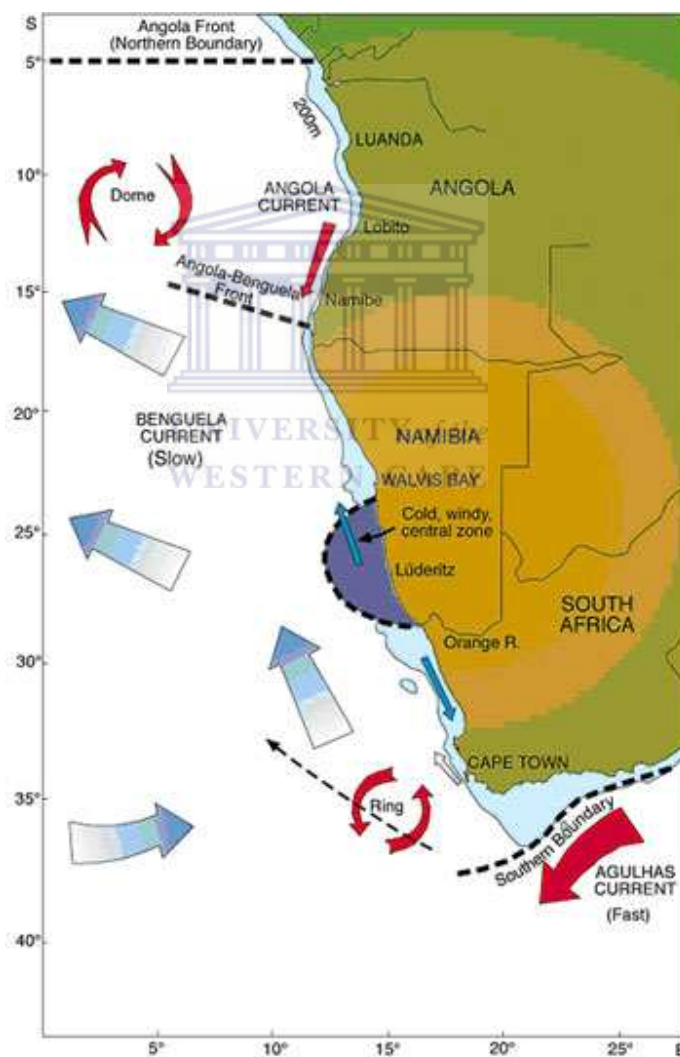 S
Angola Front
(Northern Boundary)
5°
200m
LUANDA
10°
Dome
ANGOLA
CURRENT
ANGOLA
Lobito
Angola-Benguela
Front
15°
Namibe
20°
BENGUELA
CURRENT
(Slow)
NAMIBIA
UNIVERSITY of the
WESTERN CAPE
WALVIS BAY
Cold, windy,
central zone
25°
Lüderitz
SOUTH
AFRICA
Orange R.
30°
CAPE TOWN
35°
Ring
Southern Boundary
AGULHAS
CURRENT
(Fast)
40°
5°
10°
15°
20°
25°
E